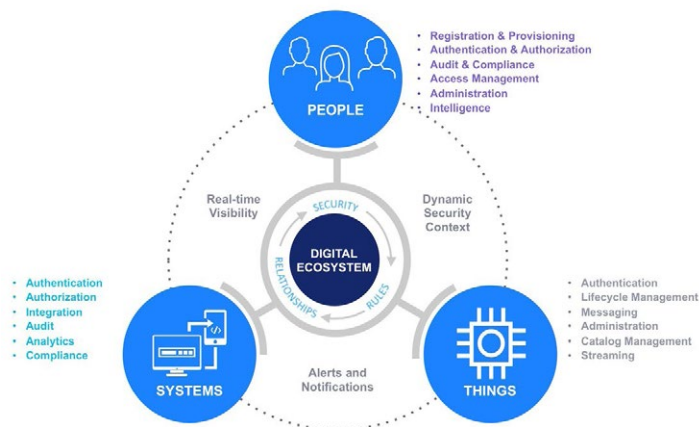 Registration & Provisioning
Authentication & Authorization
Audit & Compliance
Access Management
Administration
Intelligence
PEOPLE
Real-time
Visibility
Dynamic
Security
Context
SECURITY
DIGITAL
ECOSYSTEM
RELATIONSHIPS
RULES
Authentication
Authorization
Integration
Audit
Analytics
Compliance
SYSTEMS
Alerts and
Notifications
THINGS
Authentication
Lifecycle Management
Messaging
Administration
Catalog Management
Streaming